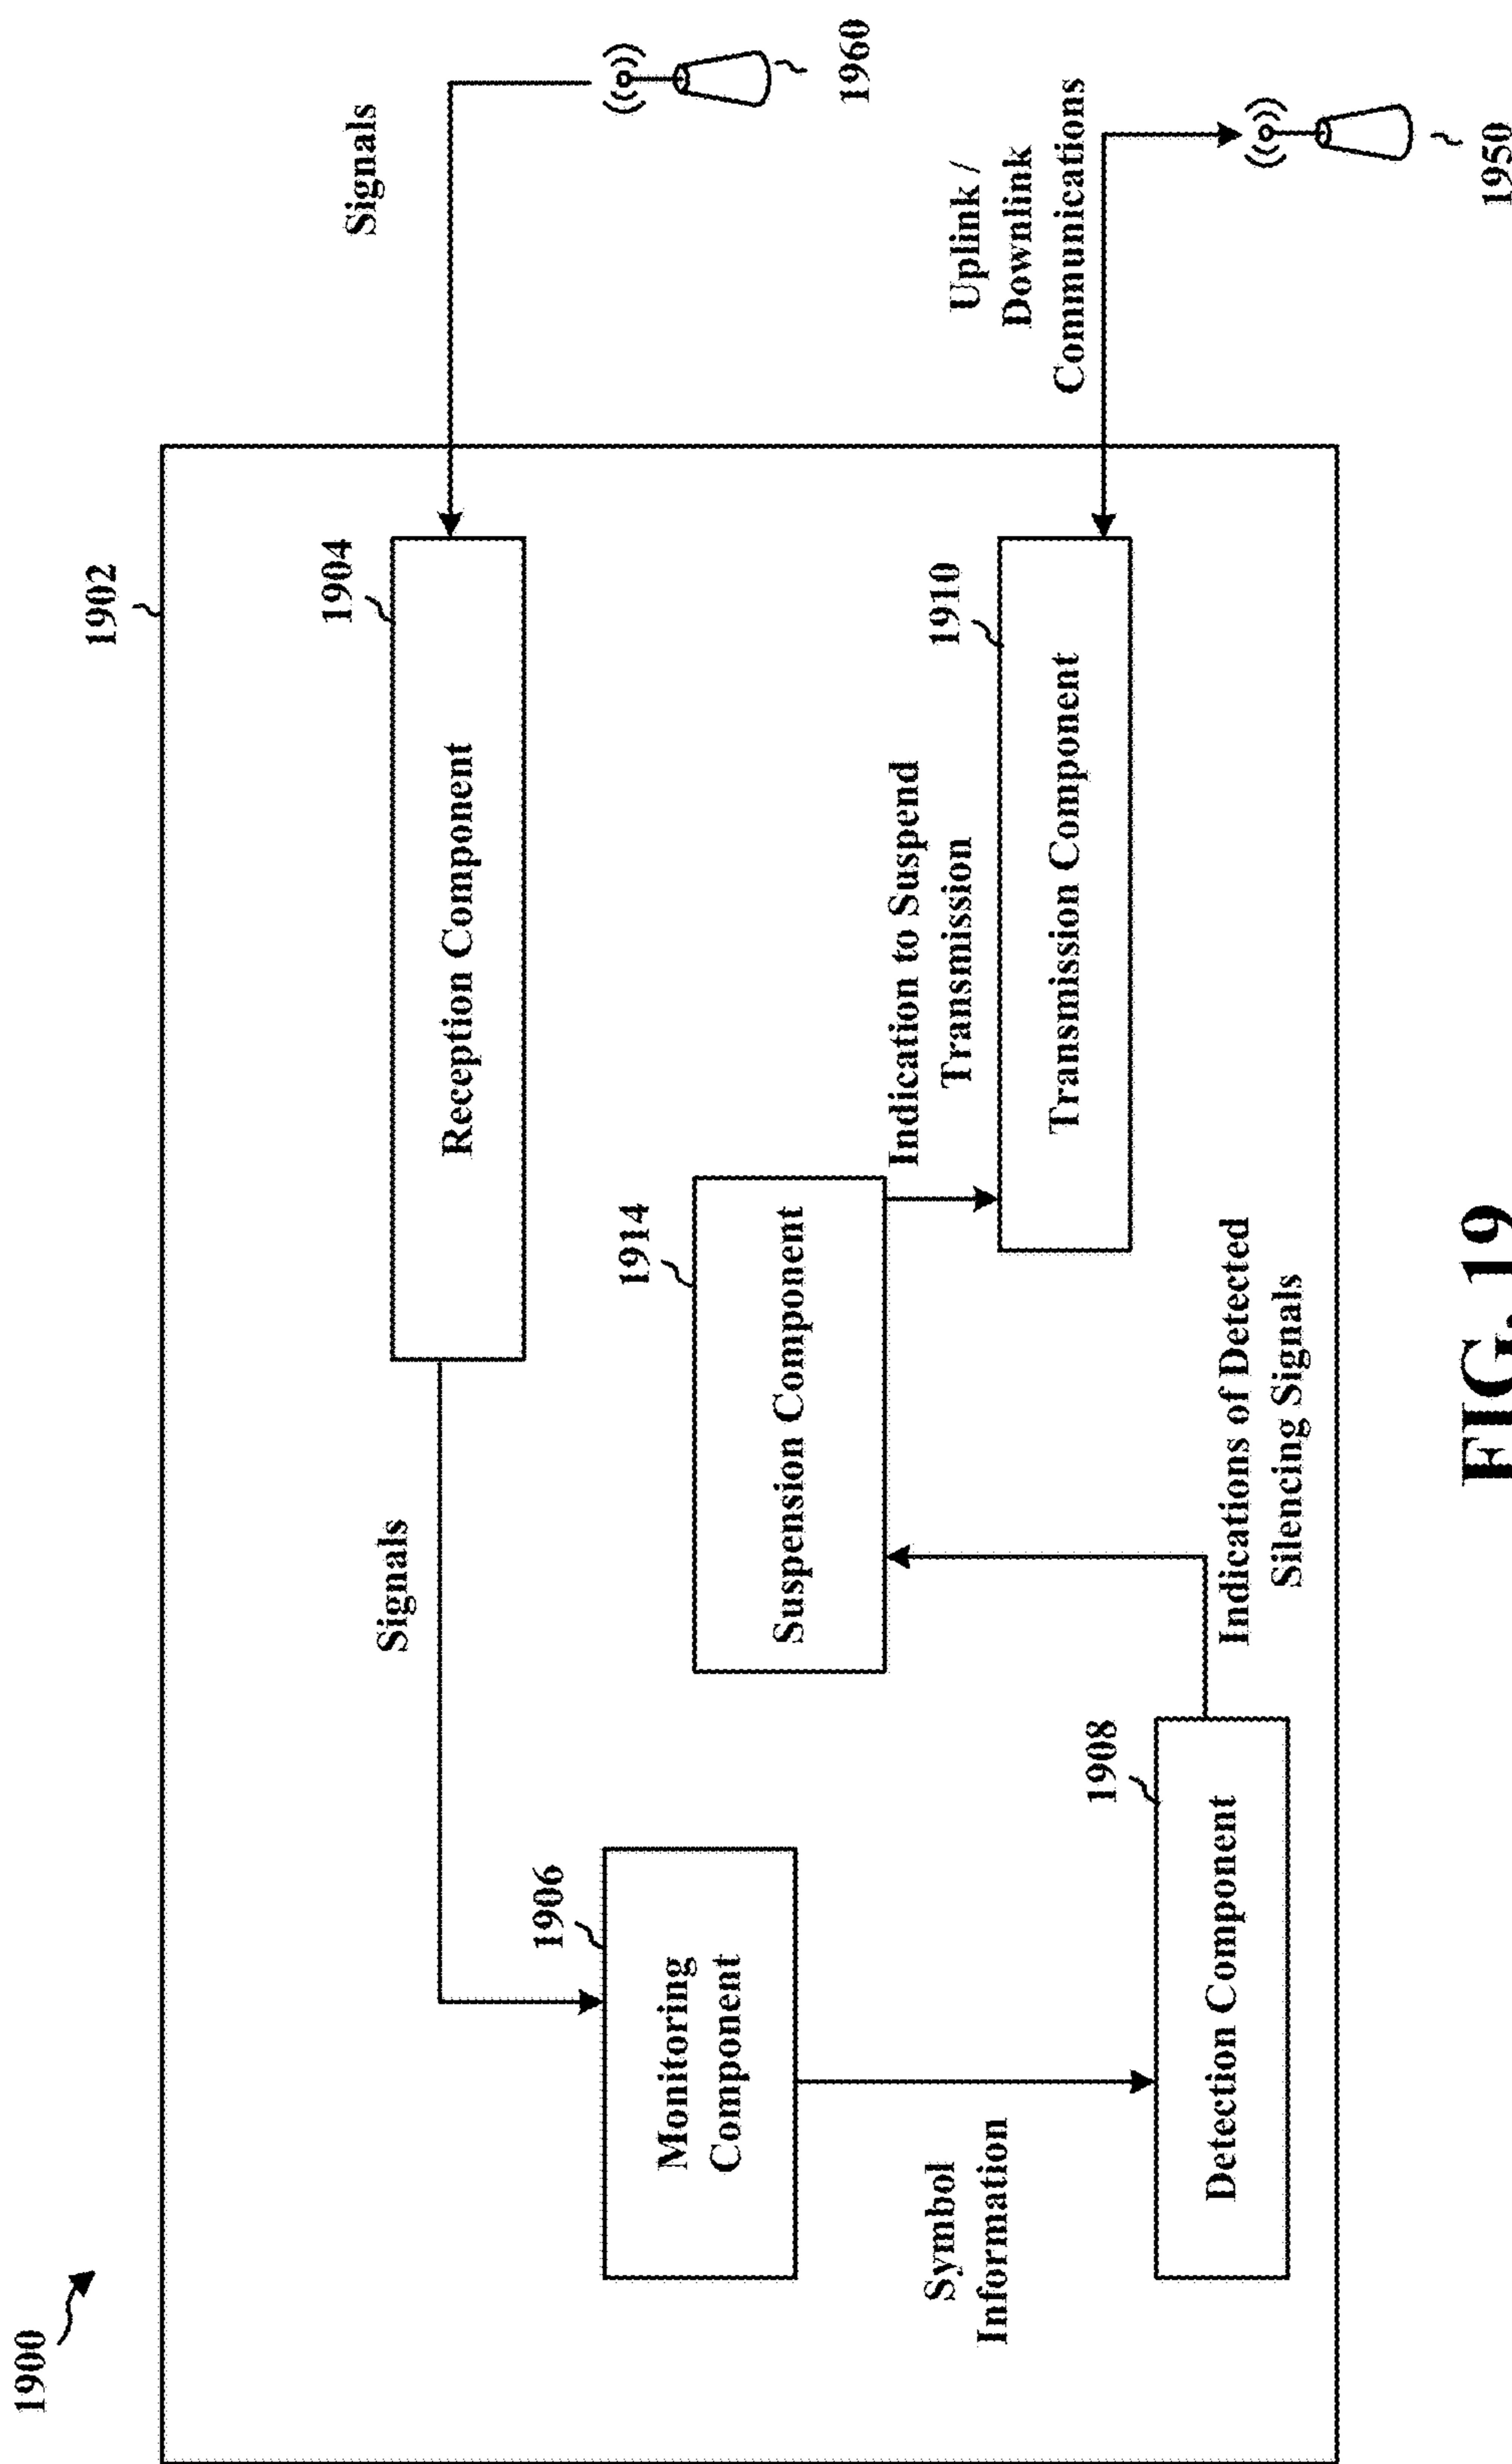 1900
1902
Signals
1960
1904
Reception Component
Signals
1906
Monitoring
Component
1914
Suspension Component
Uplink /
Downlink
Communications
1950
Indication to Suspend
Transmission
1910
Transmission Component
Symbol
Information
1908
Detection Component
Indications of Detected
Silencing Signals
FIG. 19